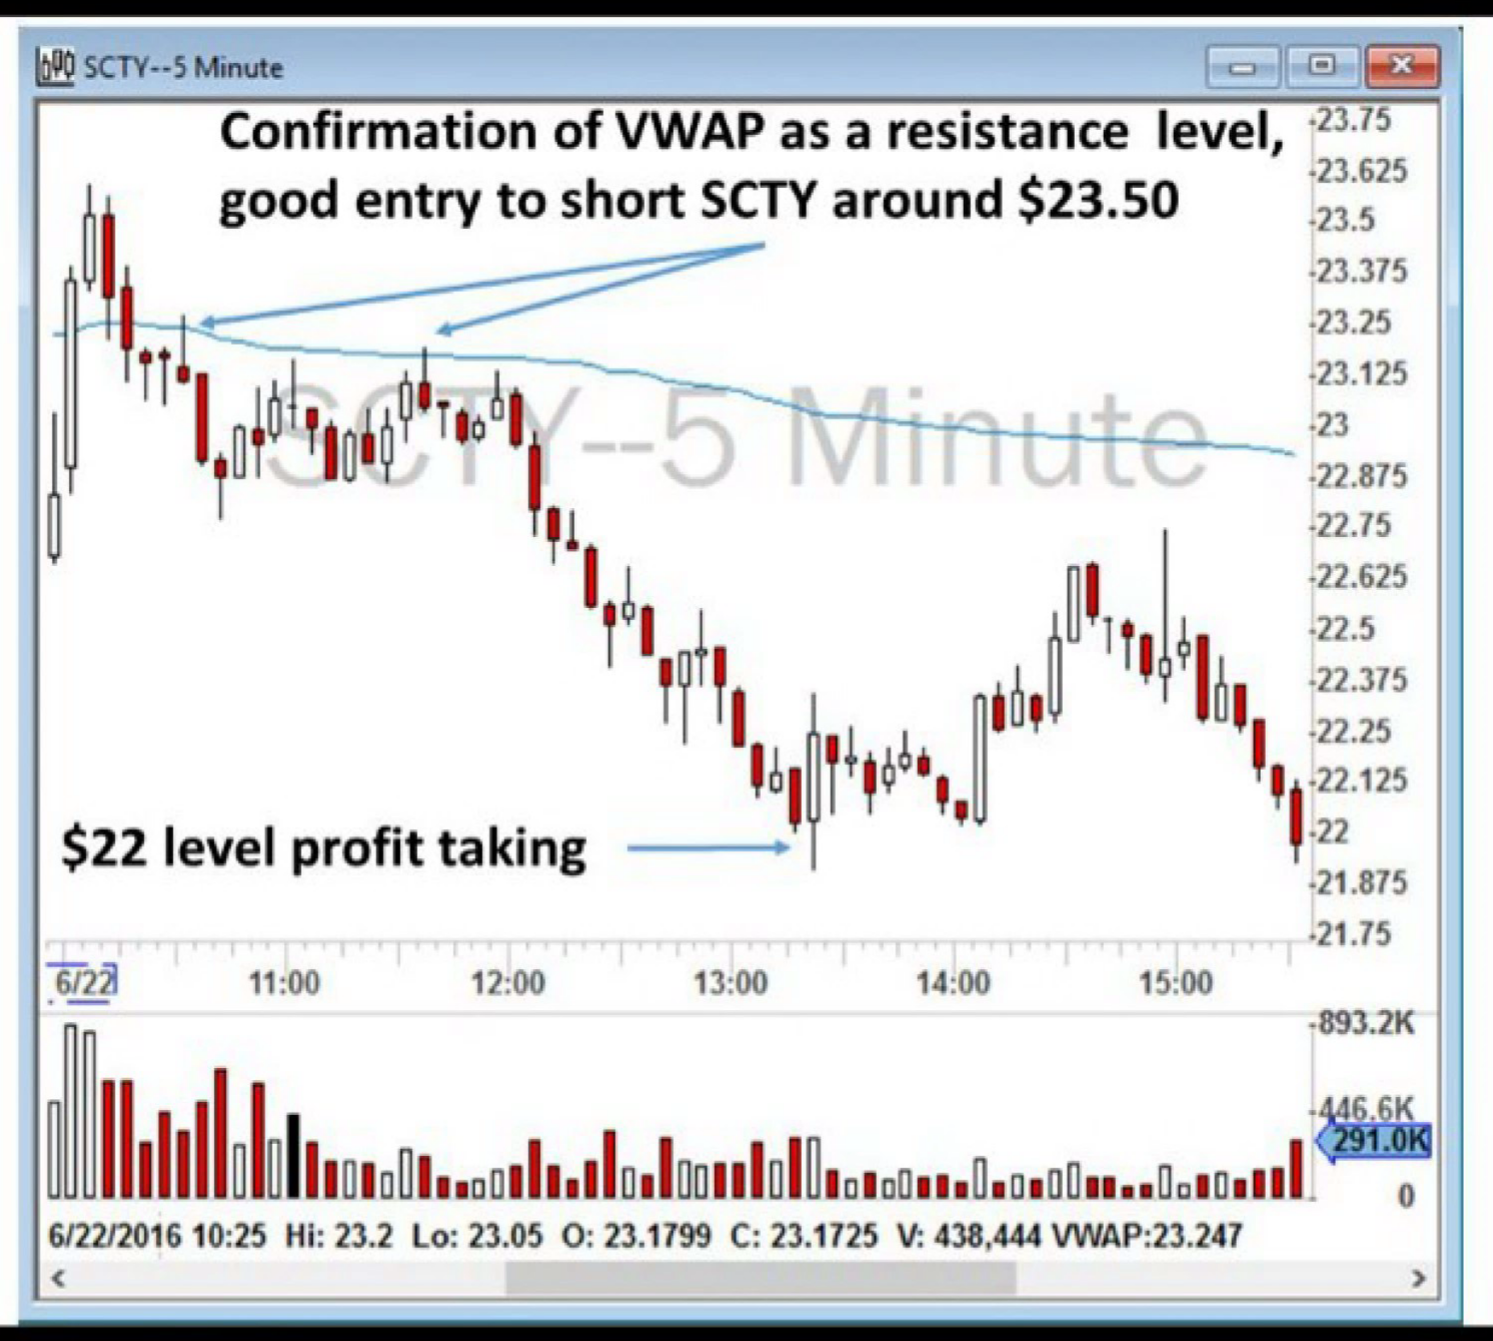 SCTY--5 Minute
Confirmation of VWAP as a resistance level,
good entry to short SCTY around $23.50
SCTY--5 Minute
$22 level profit taking
23.75
23.625
23.5
23.375
23.25
23.125
23
22.875
22.75
22.625
22.5
22.375
22.25
22.125
22
21.875
21.75
6/22 11:00 12:00 13:00 14:00 15:00
893.2K
446.6K
291.0K
0
6/22/2016 10:25 Hi: 23.2 Lo: 23.05 O: 23.1799 C: 23.1725 V: 438,444 VWAP:23.247